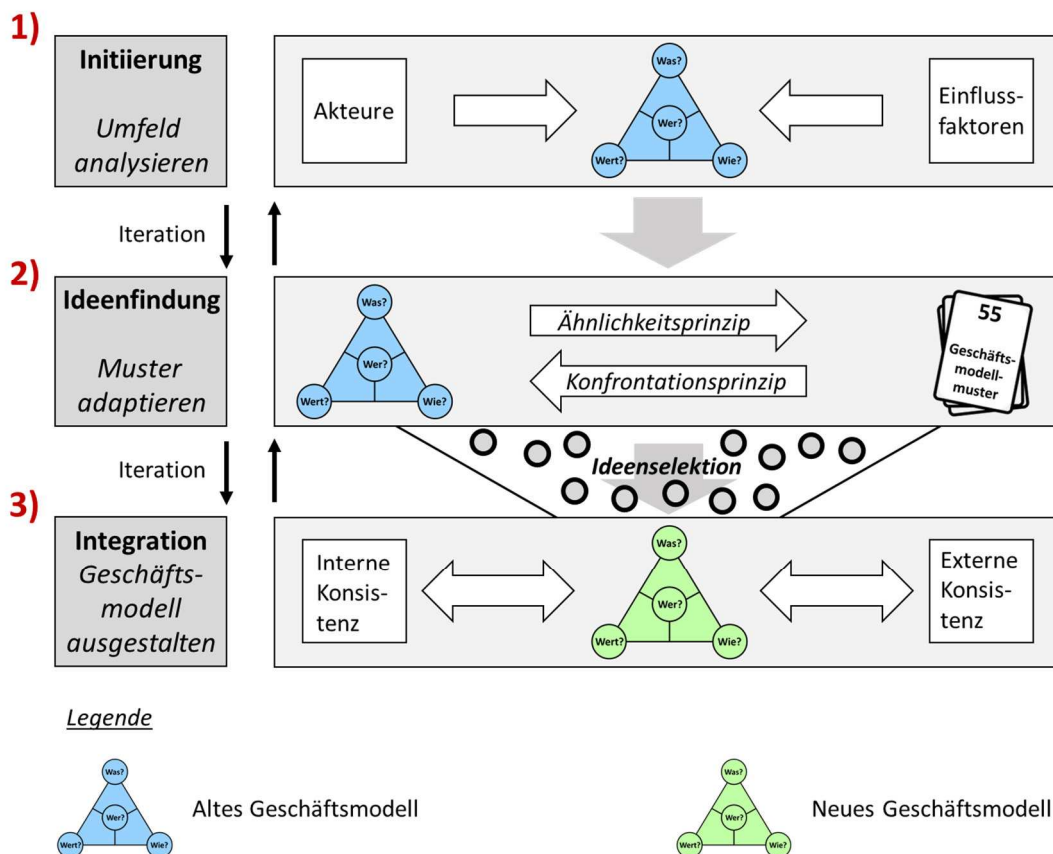 1)
Initiierung
Umfeld
analysieren
Akteure
Was?
Wer?
Wert?
Wie?
Einfluss-
faktoren
Iteration
2)
Ideenfindung
Muster
adaptieren
Was?
Wer?
Wert?
Wie?
Ähnlichkeitsprinzip
Konfrontationsprinzip
55
Geschäfts-
modell-
muster
Iteration
Ideenselektion
3)
Integration
Geschäfts-
modell
ausgestalten
Interne
Konsis-
tenz
Was?
Wer?
Wert?
Wie?
Externe
Konsis-
tenz
Legende
Was?
Wer?
Wert?
Wie?
Altes Geschäftsmodell
Was?
Wer?
Wert?
Wie?
Neues Geschäftsmodell